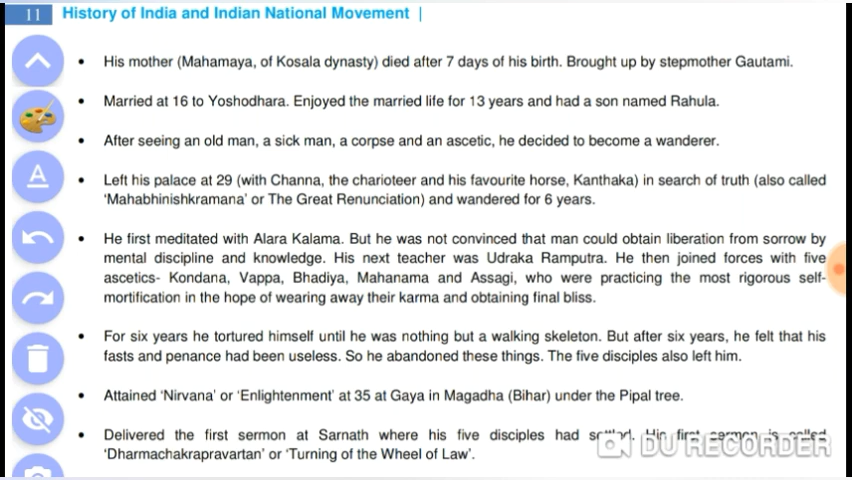 11 History of India and Indian National Movement |
• His mother (Mahamaya, of Kosala dynasty) died after 7 days of his birth. Brought up by stepmother Gautami.
• Married at 16 to Yoshodhara. Enjoyed the married life for 13 years and had a son named Rahula.
• After seeing an old man, a sick man, a corpse and an ascetic, he decided to become a wanderer.
• Left his palace at 29 (with Channa, the charioteer and his favourite horse, Kanthaka) in search of truth (also called
'Mahabhinishkramana' or The Great Renunciation) and wandered for 6 years.
• He first meditated with Alara Kalama. But he was not convinced that man could obtain liberation from sorrow by
mental discipline and knowledge. His next teacher was Udraka Ramputra. He then joined forces with five
ascetics- Kondana, Vappa, Bhadiya, Mahanama and Assagi, who were practicing the most rigorous self-
mortification in the hope of wearing away their karma and obtaining final bliss.
• For six years he tortured himself until he was nothing but a walking skeleton. But after six years, he felt that his
fasts and penance had been useless. So he abandoned these things. The five disciples also left him.
• Attained 'Nirvana' or 'Enlightenment' at 35 at Gaya in Magadha (Bihar) under the Pipal tree.
• Delivered the first sermon at Sarnath where his five disciples had settled. His first sermon is called
'Dharmachakrapravartan' or 'Turning of the Wheel of Law'.
A
DU RECORDER